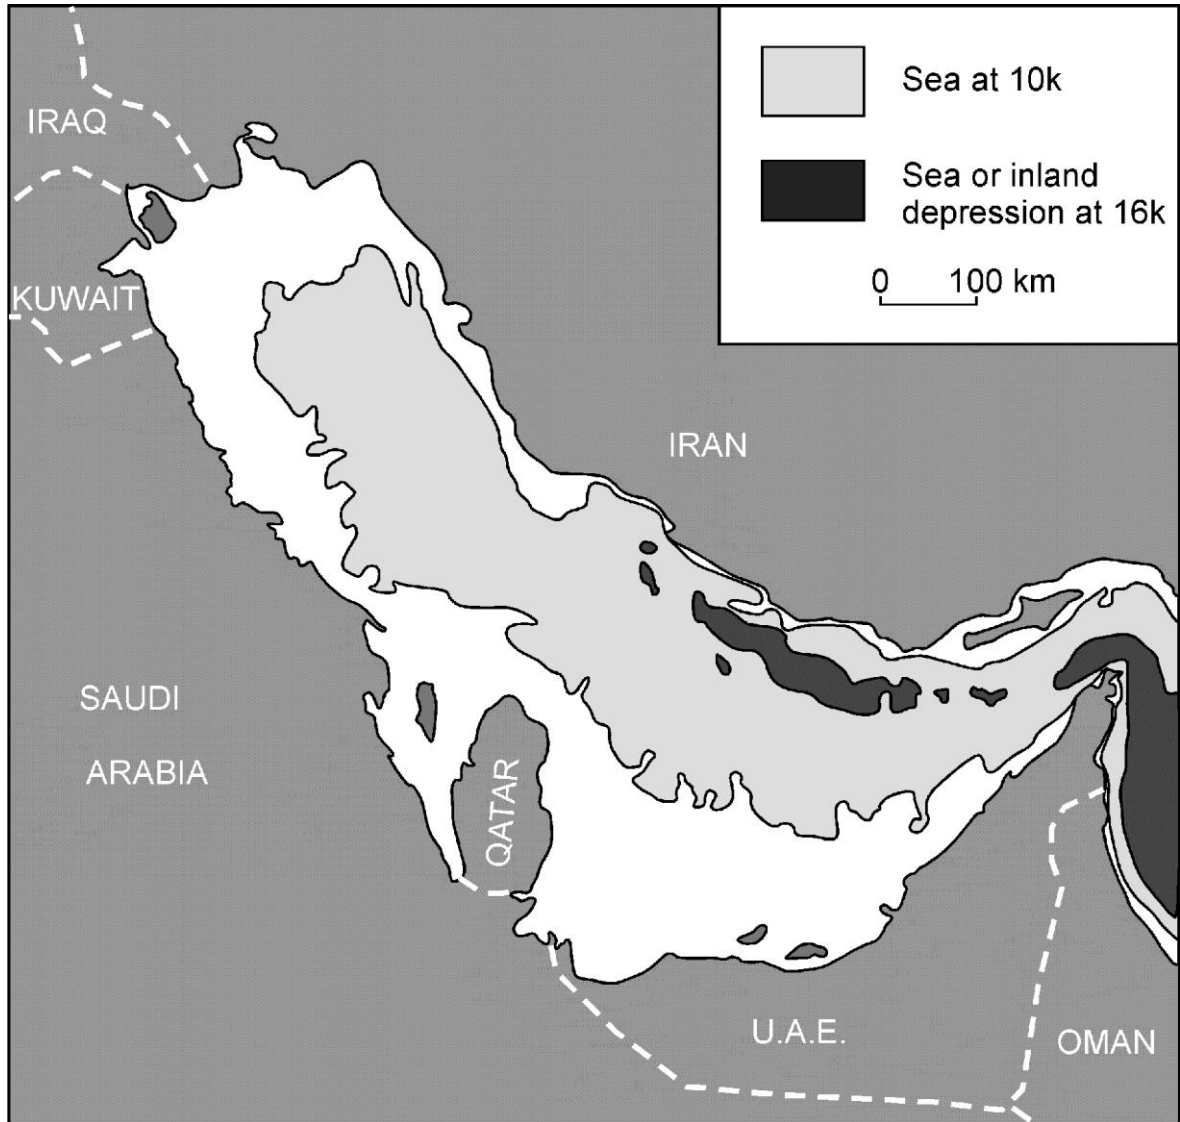 Sea at 10k
Sea or inland
depression at 16k
0 100 km
IRAQ
KUWAIT
IRAN
SAUDI
ARABIA
QATAR
U.A.E.
OMAN